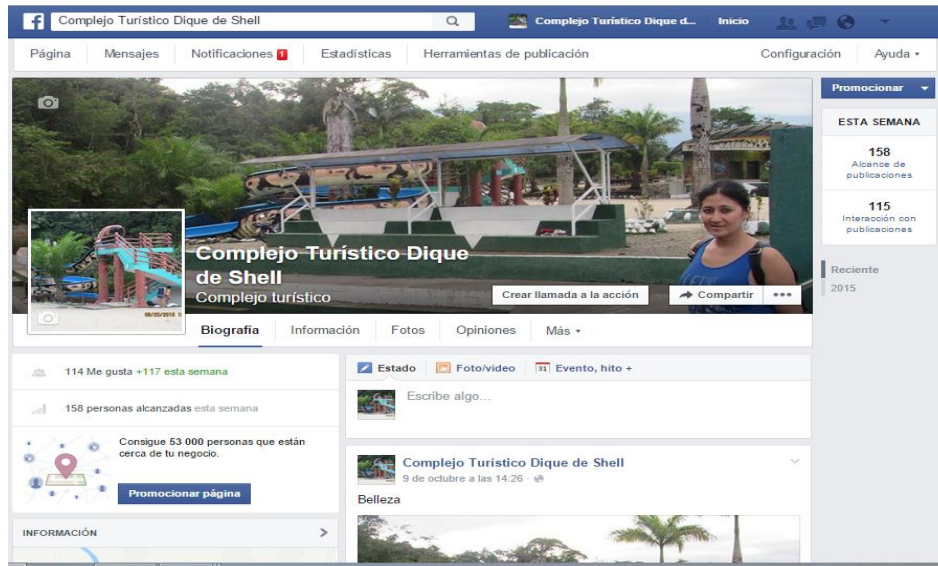 Complejo Turístico Dique de Shell
Complejo Turístico Dique d...
Inicio
Página
Mensajes
Notificaciones 1
Estadísticas
Herramientas de publicación
Configuración
Ayuda
Promocionar
ESTA SEMANA
158
Alcance de
publicaciones
115
Interacción con
publicaciones
Reciente
2015
Complejo Turístico Dique
de Shell
Complejo turístico
Crear llamada a la acción
Compartir
Biografía
Información
Fotos
Opiniones
Más
114 Me gusta +117 esta semana
158 personas alcanzadas esta semana
Consigue 53 000 personas que están
cerca de tu negocio.
Promocionar página
INFORMACIÓN
Estado
Foto/video
31 Evento, hito +
Escribe algo...
Complejo Turístico Dique de Shell
9 de octubre a las 14:26 ·
Belleza